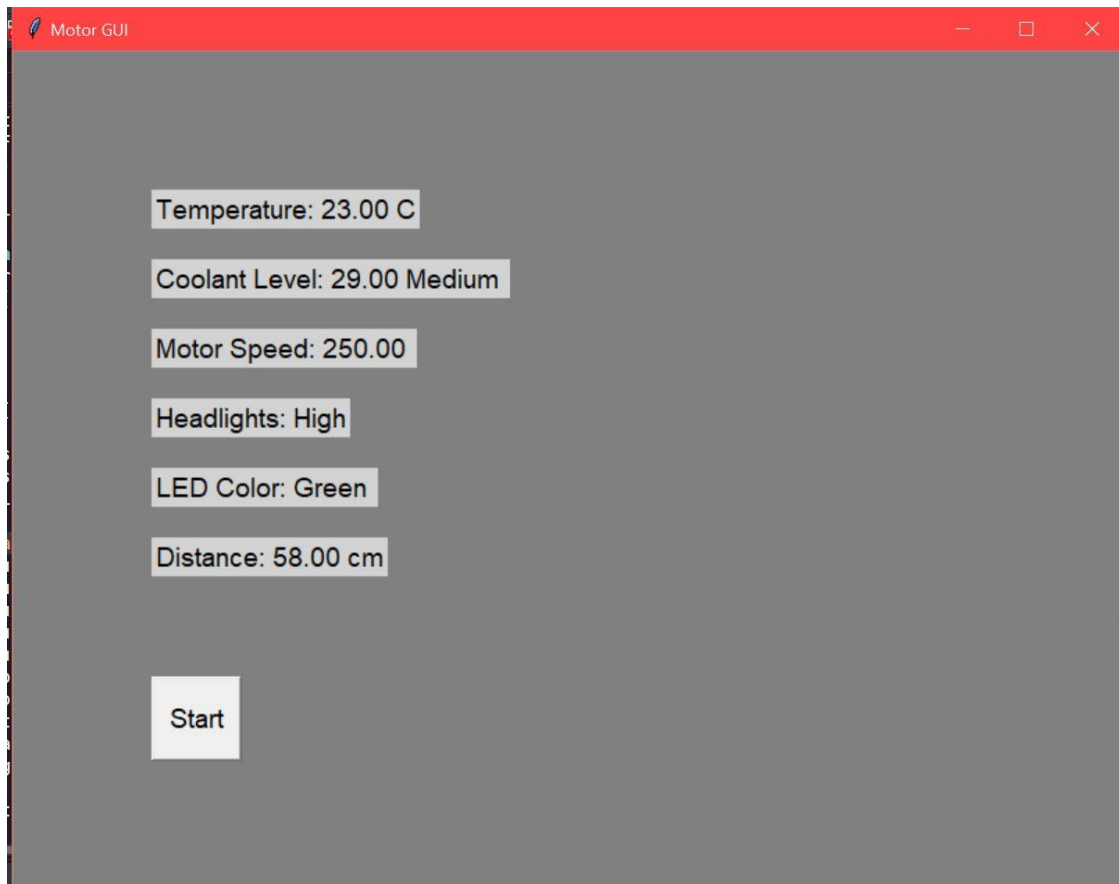 Motor GUI
Temperature: 23.00 C
Coolant Level: 29.00 Medium
Motor Speed: 250.00
Headlights: High
LED Color: Green
Distance: 58.00 cm
Start